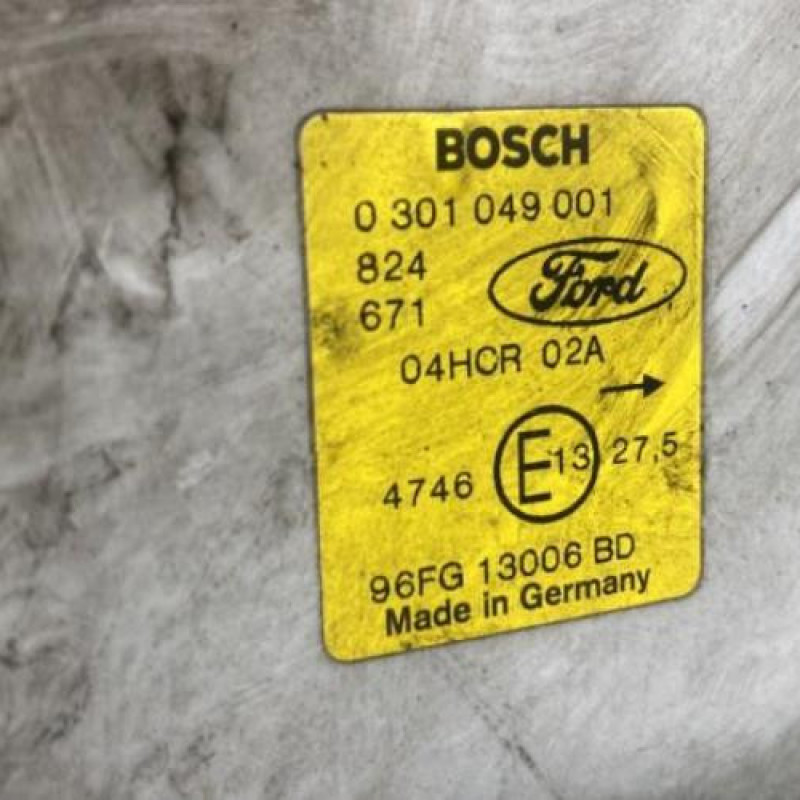 BOSCH
0 301 049 001
824
671
Ford
04HCR 02A
4746 E13 27,5
96FG 13006 BD
Made in Germany